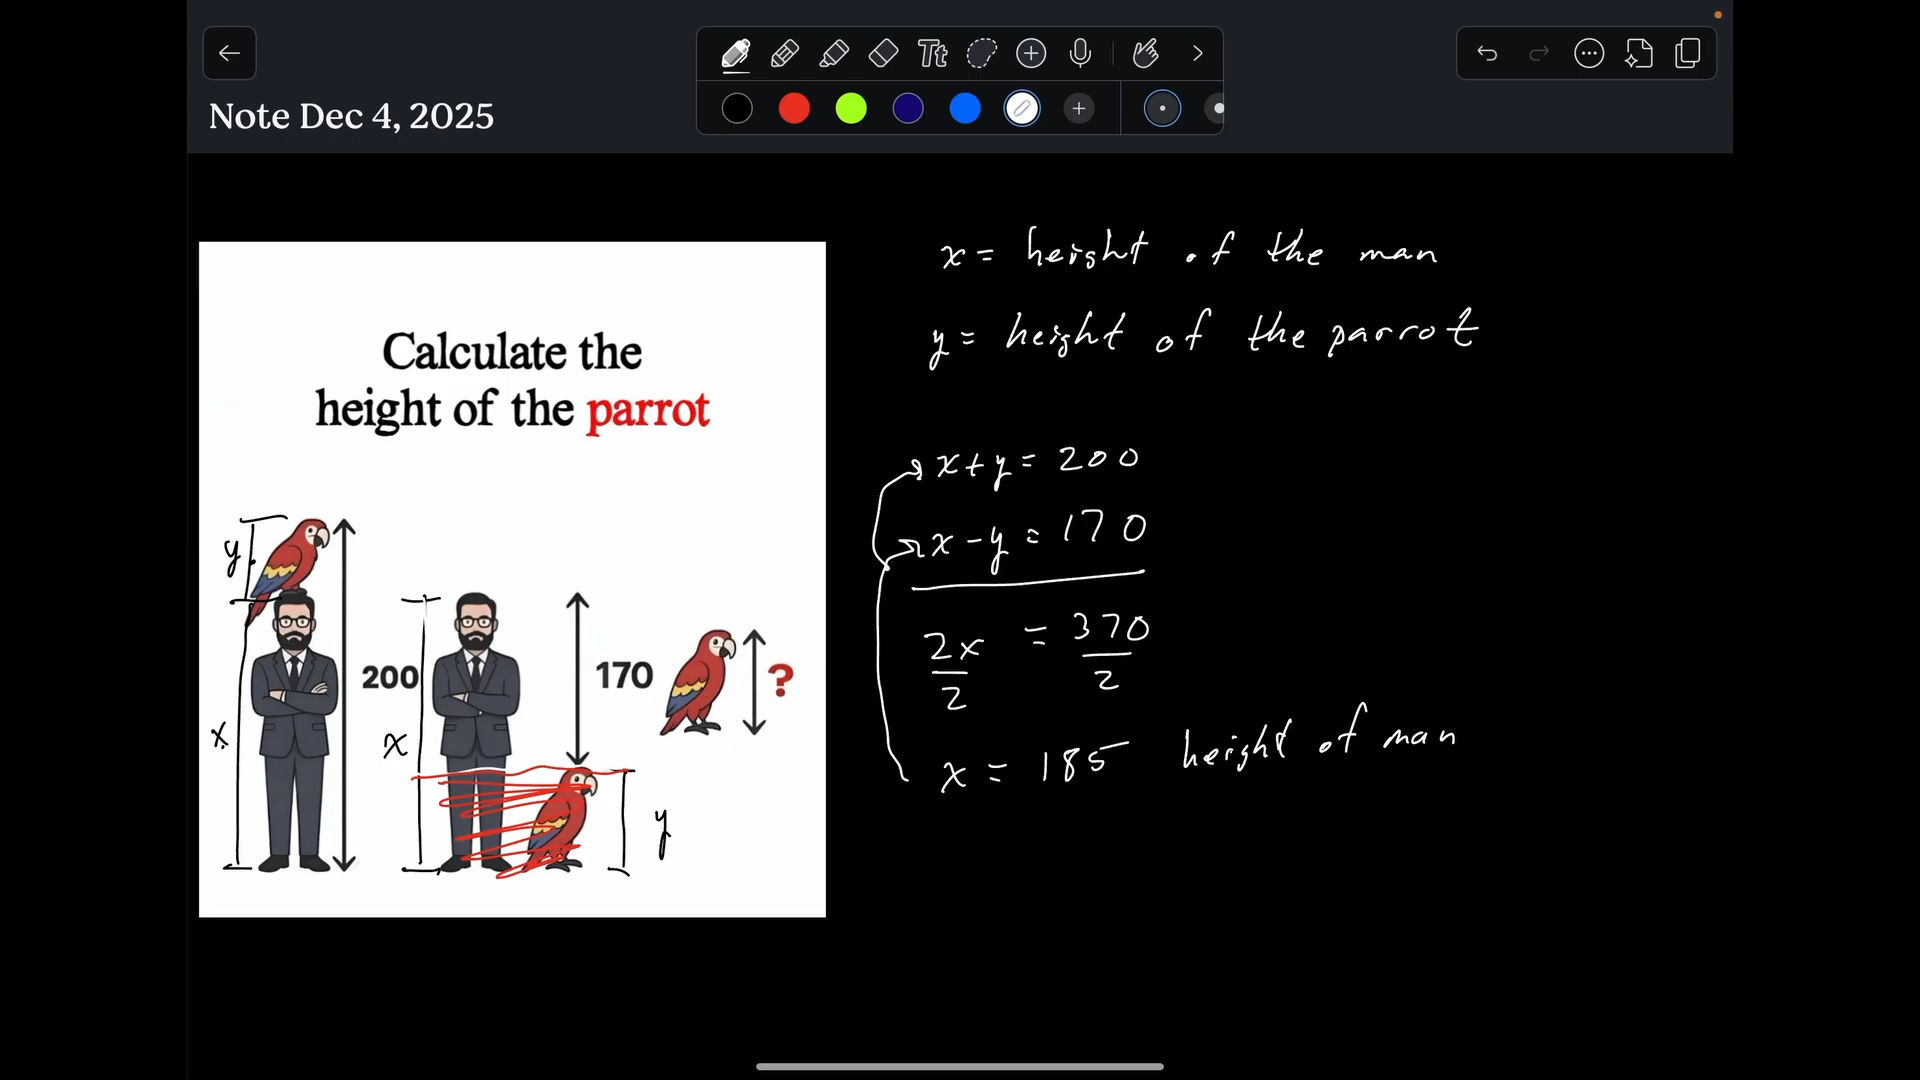 Tt
Note Dec 4, 2025
Calculate the
height of the parrot
y
x
200
x
170
?
y
x = height of the man
y = height of the parrot
x + y = 200
x - y = 170
2x = 370
2 2
x = 185 height of man